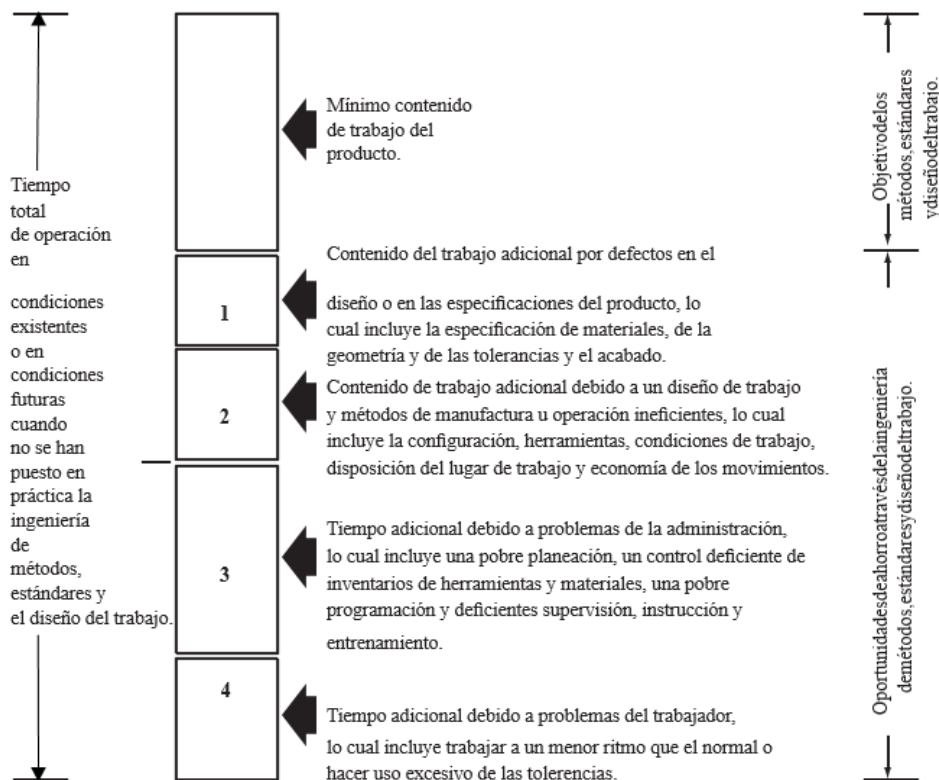 Tiempo
total
de operación
en
condiciones
existentes
o en
condiciones
futuras
cuando
no se han
puesto en
práctica la
ingeniería
de
métodos,
estándares y
el diseño del trabajo.
Mínimo contenido
de trabajo del
producto.
1
Contenido del trabajo adicional por defectos en el
diseño o en las especificaciones del producto, lo
cual incluye la especificación de materiales, de la
geometría y de las tolerancias y el acabado.
2
Contenido de trabajo adicional debido a un diseño de trabajo
y métodos de manufactura u operación ineficientes, lo cual
incluye la configuración, herramientas, condiciones de trabajo,
disposición del lugar de trabajo y economía de los movimientos.
3
Tiempo adicional debido a problemas de la administración,
lo cual incluye una pobre planeación, un control deficiente de
inventarios de herramientas y materiales, una pobre
programación y deficientes supervisión, instrucción y
entrenamiento.
4
Tiempo adicional debido a problemas del trabajador,
lo cual incluye trabajar a un menor ritmo que el normal o
hacer uso excesivo de las tolerencias.
Objetivodelos
métodos,estándares
ydiseñodeltrabajo.
Oportunidadesdeahorroatravésdelaingeniería
demétodos,estándaresydiseñodeltrabajo.